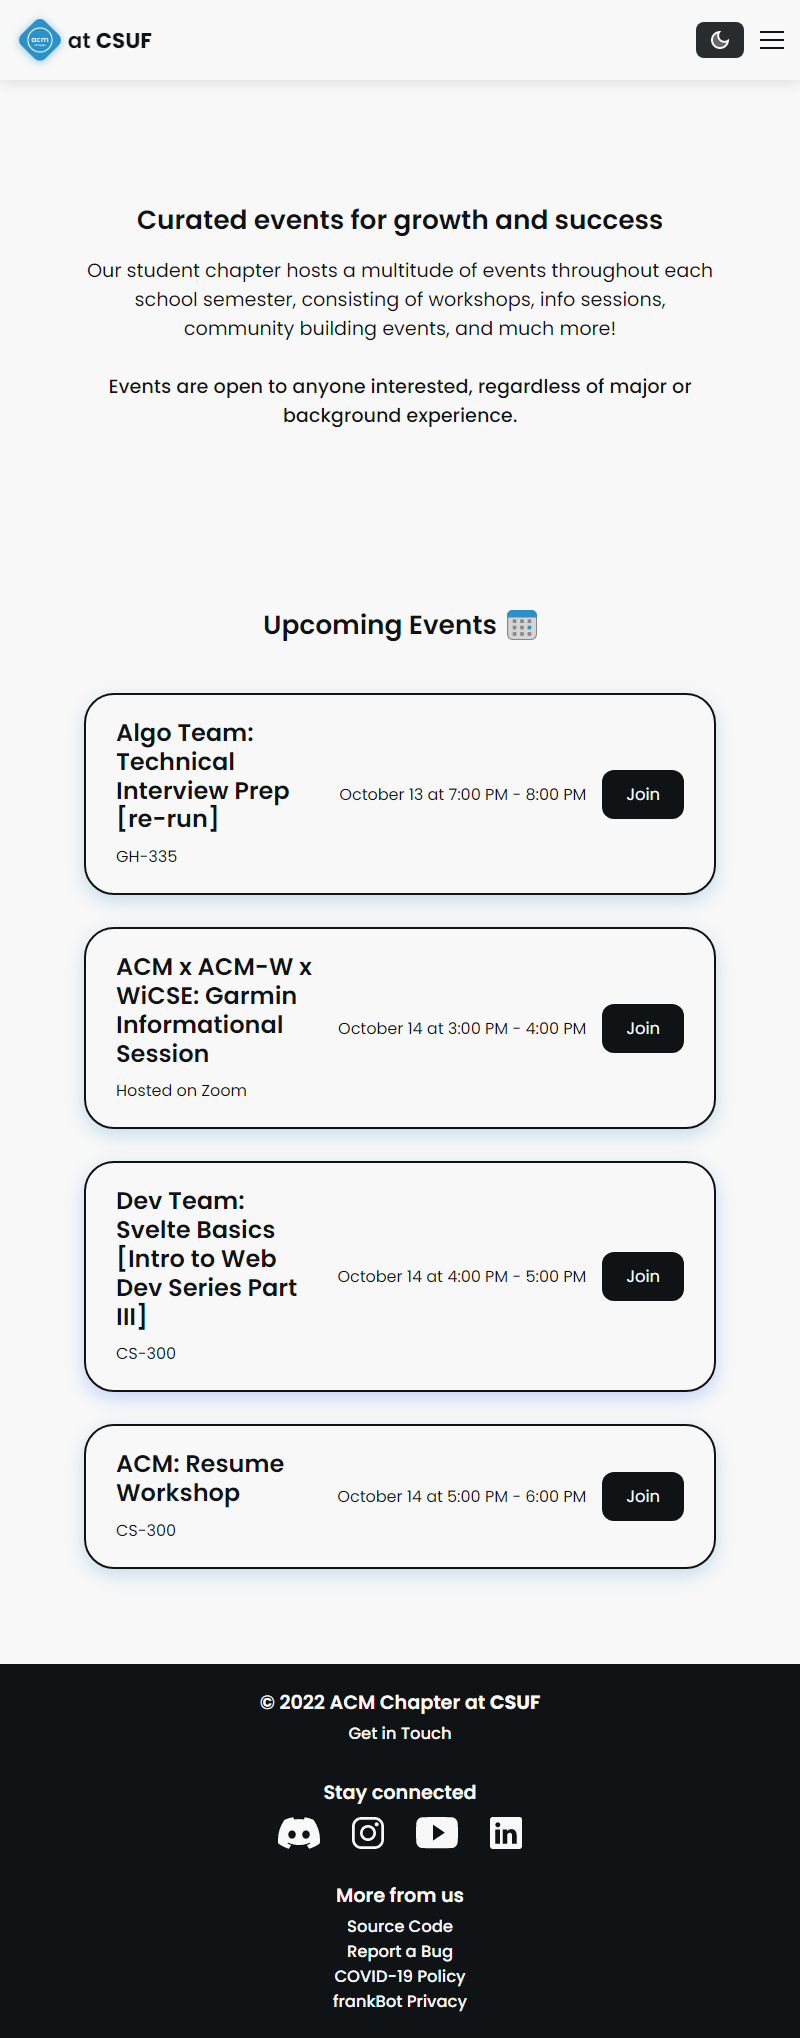 acm
at CSUF
Curated events for growth and success
Our student chapter hosts a multitude of events throughout each
school semester, consisting of workshops, info sessions,
community building events, and much more!
Events are open to anyone interested, regardless of major or
background experience.
Upcoming Events
Algo Team:
Technical
Interview Prep
[re-run]
GH-335
October 13 at 7:00 PM - 8:00 PM
Join
ACM x ACM-W x
WiCSE: Garmin
Informational
Session
Hosted on Zoom
October 14 at 3:00 PM - 4:00 PM
Join
Dev Team:
Svelte Basics
[Intro to Web
Dev Series Part
III]
CS-300
October 14 at 4:00 PM - 5:00 PM
Join
ACM: Resume
Workshop
CS-300
October 14 at 5:00 PM - 6:00 PM
Join
© 2022 ACM Chapter at CSUF
Get in Touch
Stay connected
in
More from us
Source Code
Report a Bug
COVID-19 Policy
frankBot Privacy